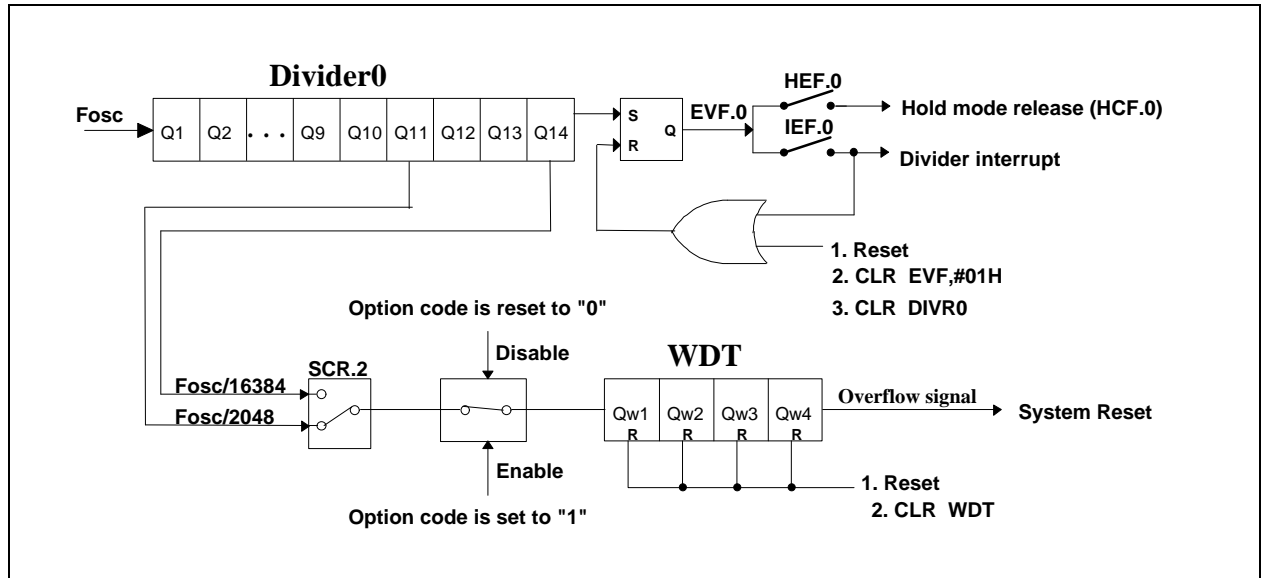 Divider0
HEF.0
Fosc
EVF.0
Hold mode release (HCF.0)
Q1 Q2 . . . Q9 Q10 Q11 Q12 Q13 Q14
S
Q
R
IEF.0
Divider interrupt
1. Reset
2. CLR EVF,#01H
3. CLR DIVR0
Option code is reset to "0"
Disable
WDT
SCR.2
Fosc/16384
Fosc/2048
Qw1 Qw2 Qw3 Qw4
R R R R
Overflow signal
System Reset
Enable
1. Reset
2. CLR WDT
Option code is set to "1"